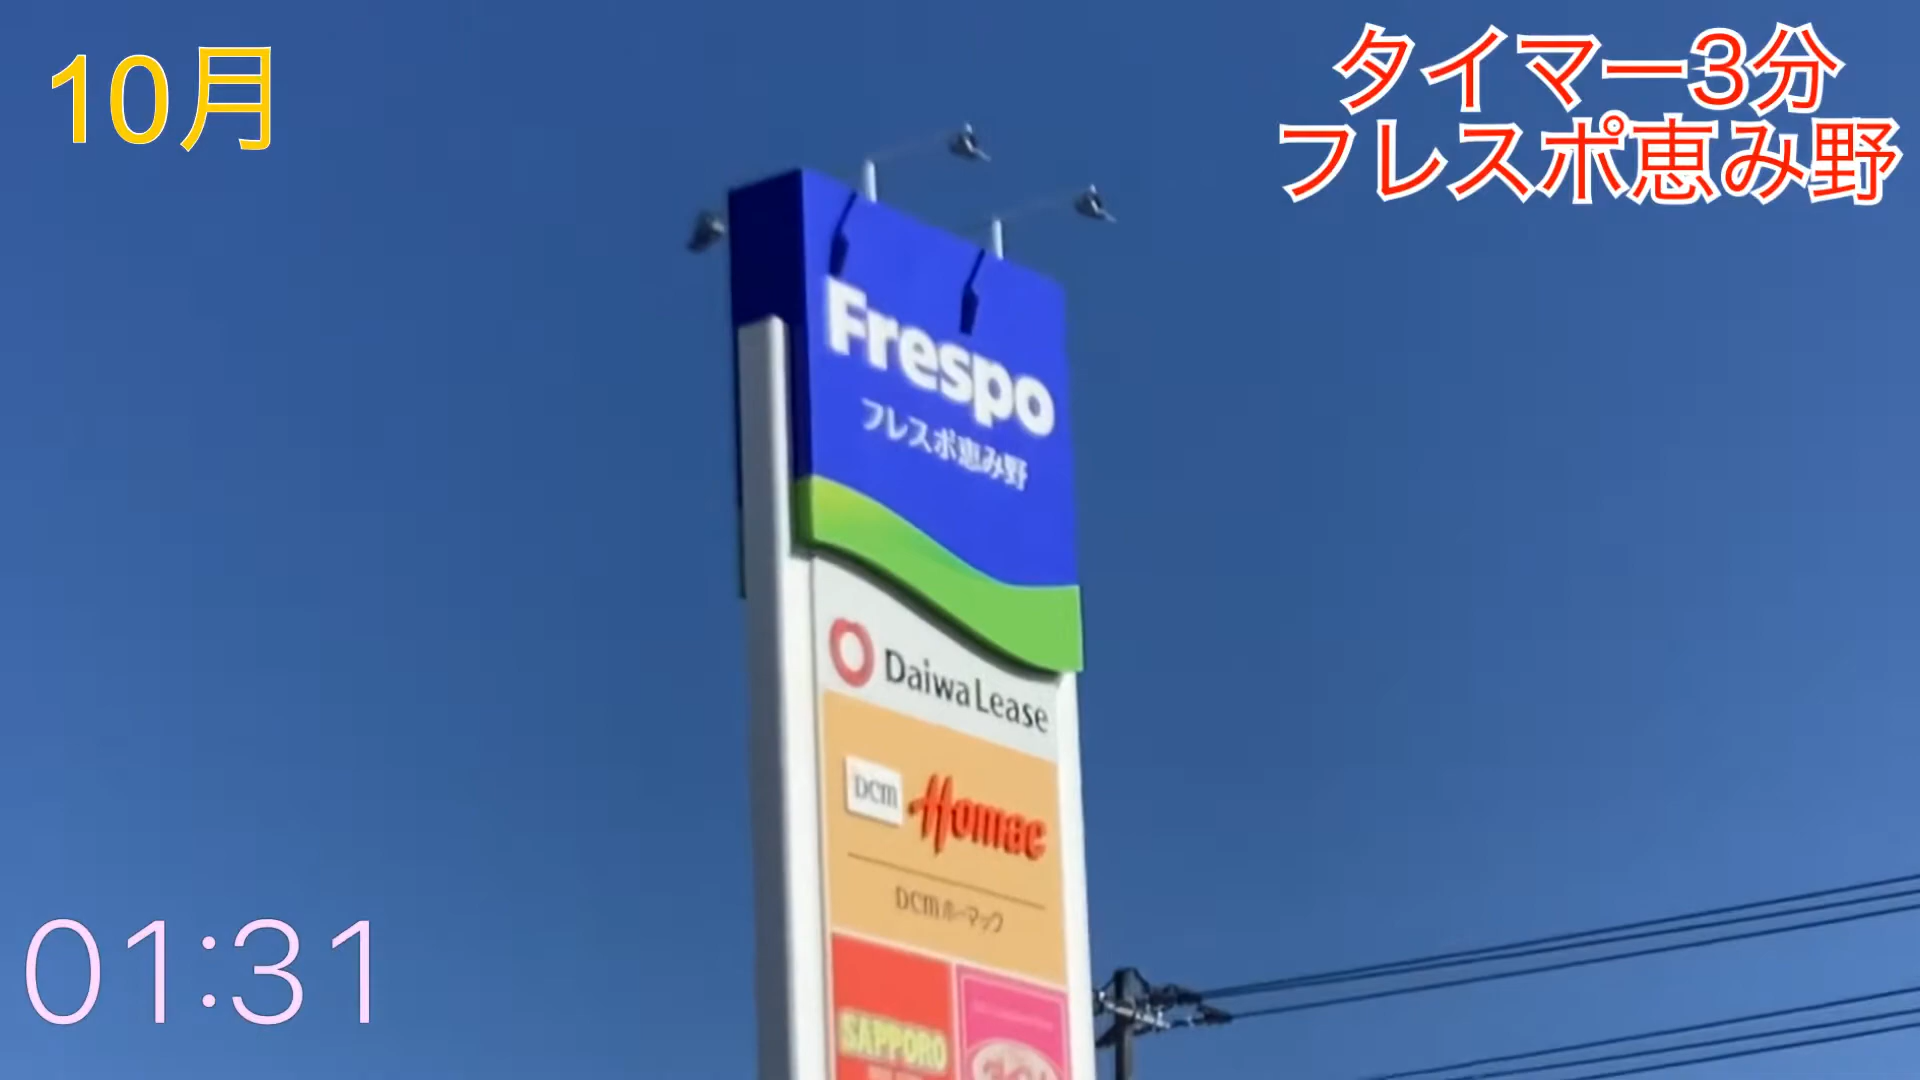 10月
タイマー3分
フレスポ恵み野
Frespo
フレスポ恵み野
Daiwa Lease
DCM Homac
DCMホーマック
SAPPORO
01:31